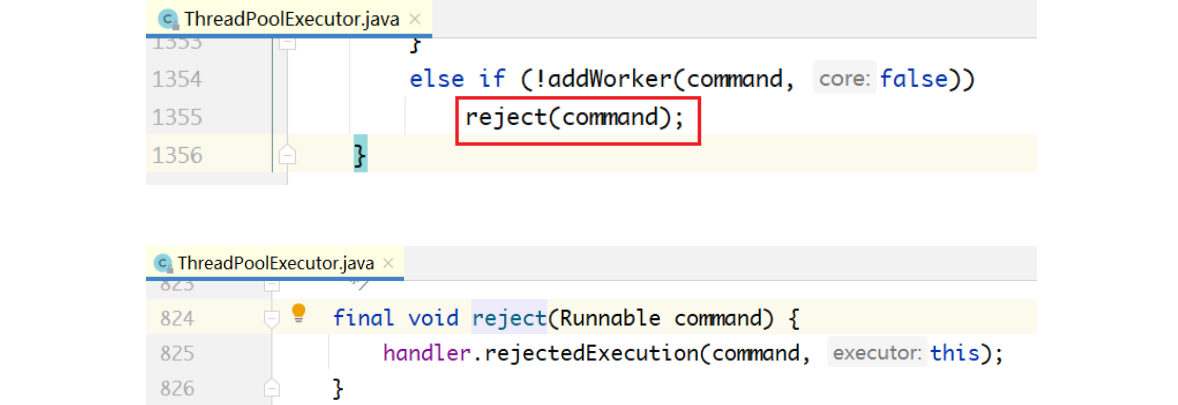 ThreadPoolExecutor.java
1353 }
1354 else if (!addWorker(command, core: false))
1355 reject(command);
1356 }
ThreadPoolExecutor.java
823 */
824 final void reject(Runnable command) {
825 handler.rejectedExecution(command, executor: this);
826 }